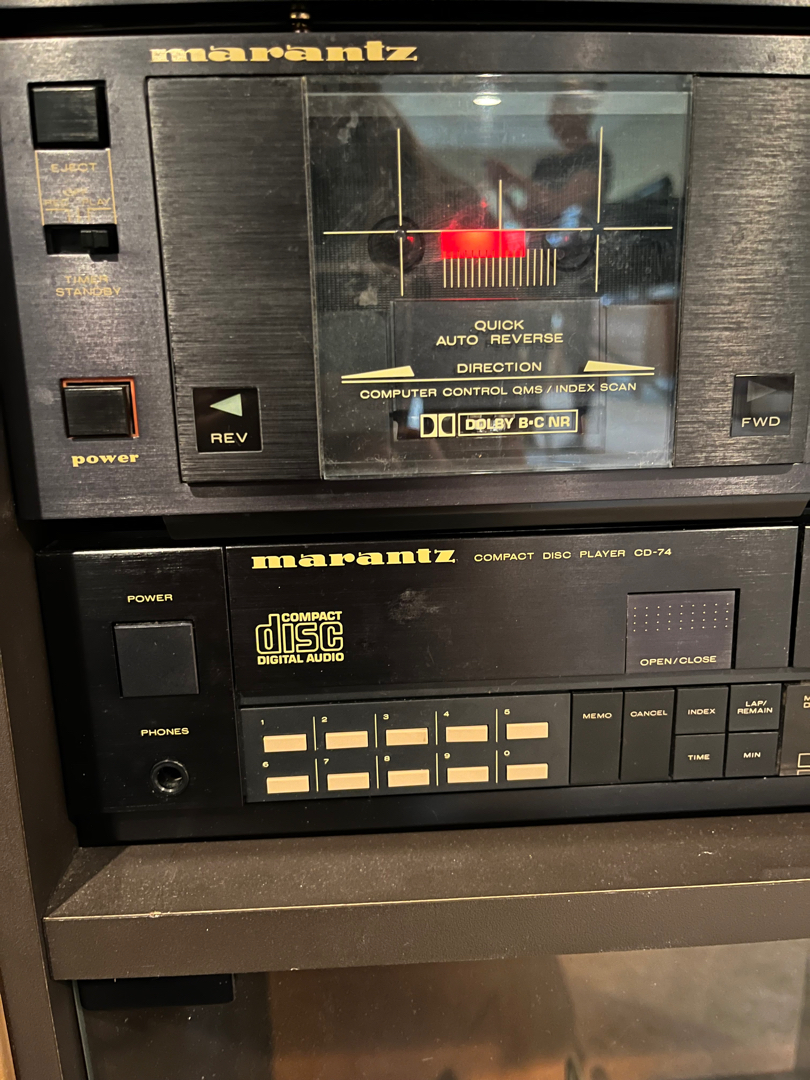 marantz
EJECT
REC PLAY
TIMER
STANDBY
power
REV
QUICK
AUTO REVERSE
DIRECTION
COMPUTER CONTROL QMS / INDEX SCAN
DOLBY B•C NR
FWD
marantz COMPACT DISC PLAYER CD-74
POWER
COMPACT
disc
DIGITAL AUDIO
OPEN/CLOSE
PHONES
1 2 3 4 5
6 7 8 9 0
MEMO
CANCEL
INDEX
LAP/
REMAIN
TIME
MIN